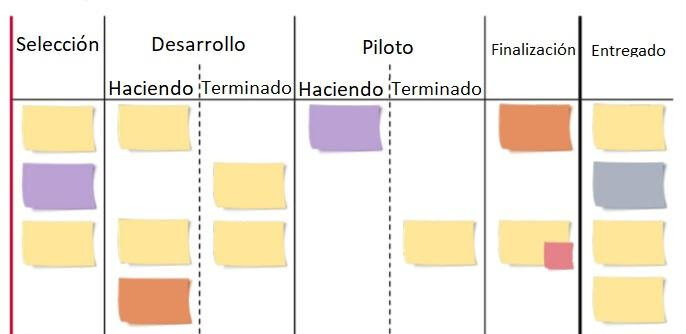 Selección
Desarrollo
Piloto
Finalización
Entregado
Haciendo
Terminado
Haciendo
Terminado